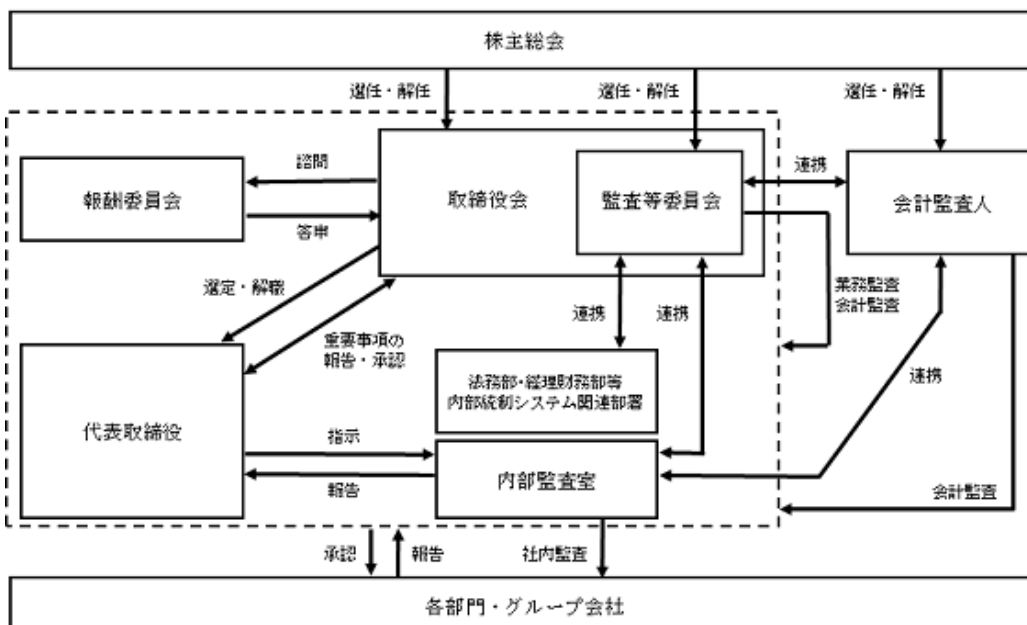 株主総会
選任・解任
選任・解任
選任・解任
諮問
報酬委員会
答申
取締役会
監査等委員会
連携
会計監査人
選定・解職
重要事項の
報告・承認
連携
連携
業務監査
会計監査
連携
法務部・経理財務部等
内部統制システム関連部署
代表取締役
指示
報告
内部監査室
会計監査
承認
報告
社内監査
各部門・グループ会社